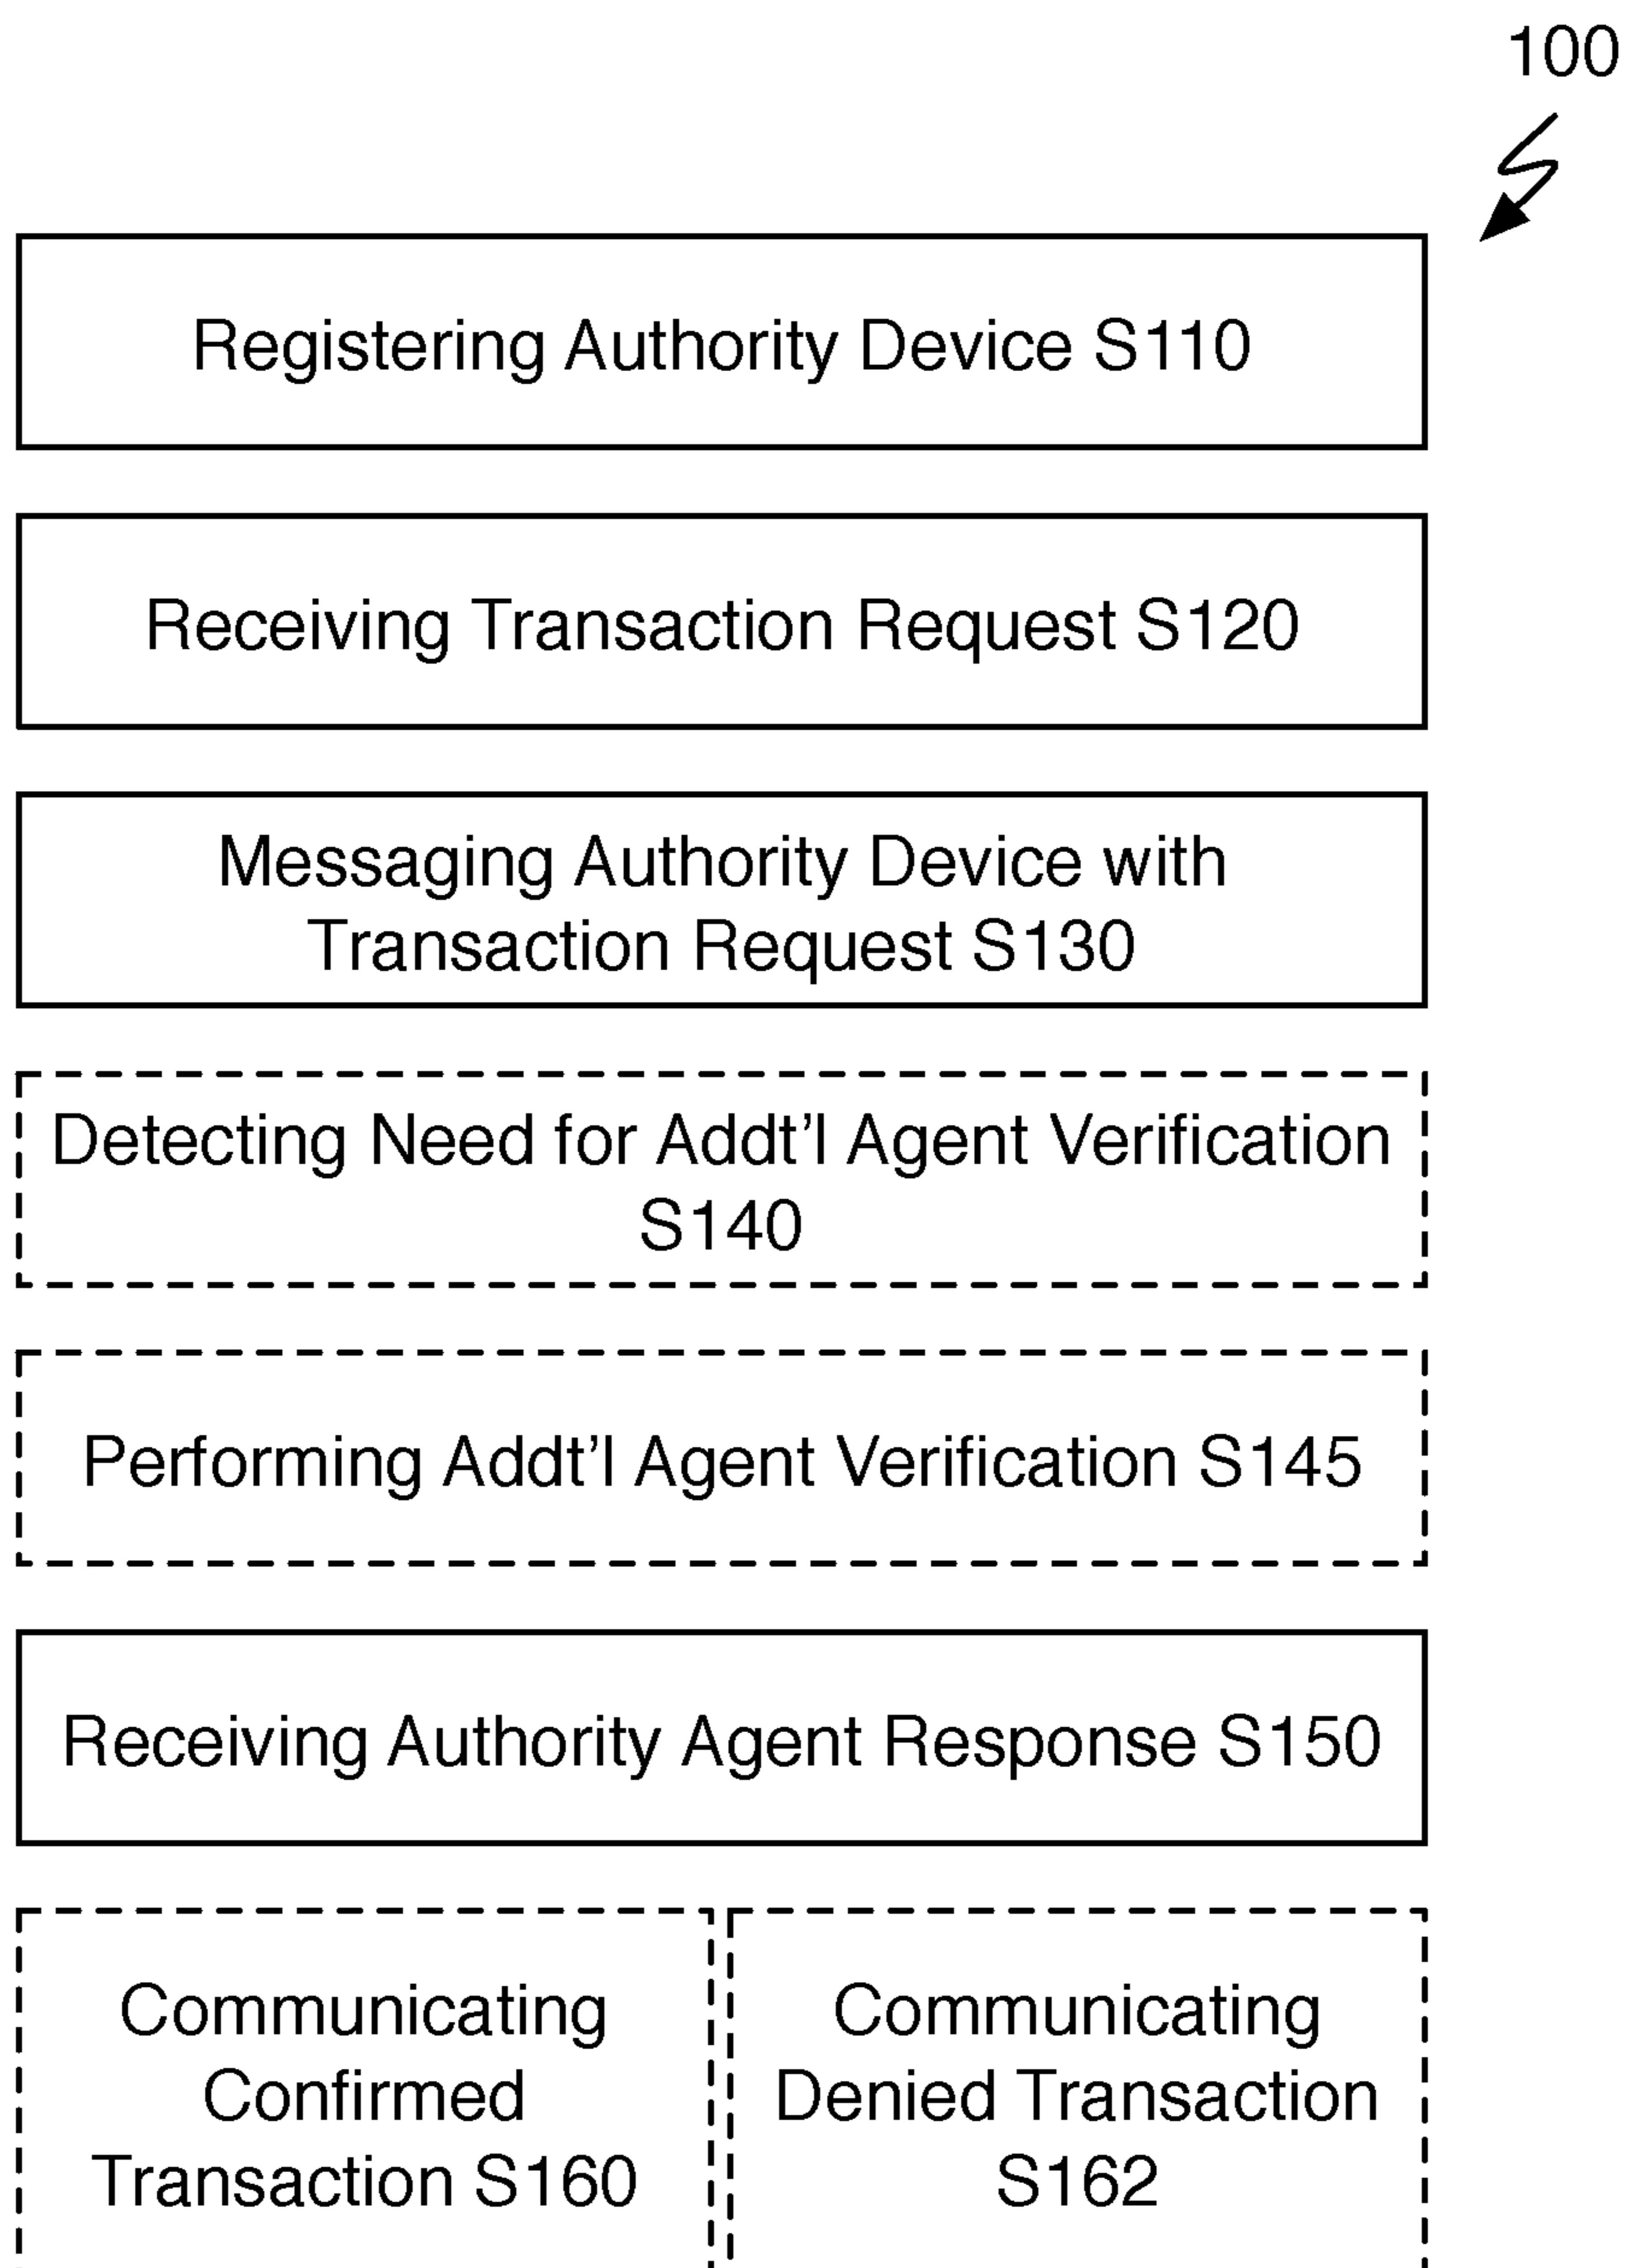 100
Registering Authority Device S110
Receiving Transaction Request S120
Messaging Authority Device with
Transaction Request S130
Detecting Need for Addt'l Agent Verification
S140
Performing Addt'l Agent Verification S145
Receiving Authority Agent Response S150
Communicating
Confirmed
Transaction S160
Communicating
Denied Transaction
S162